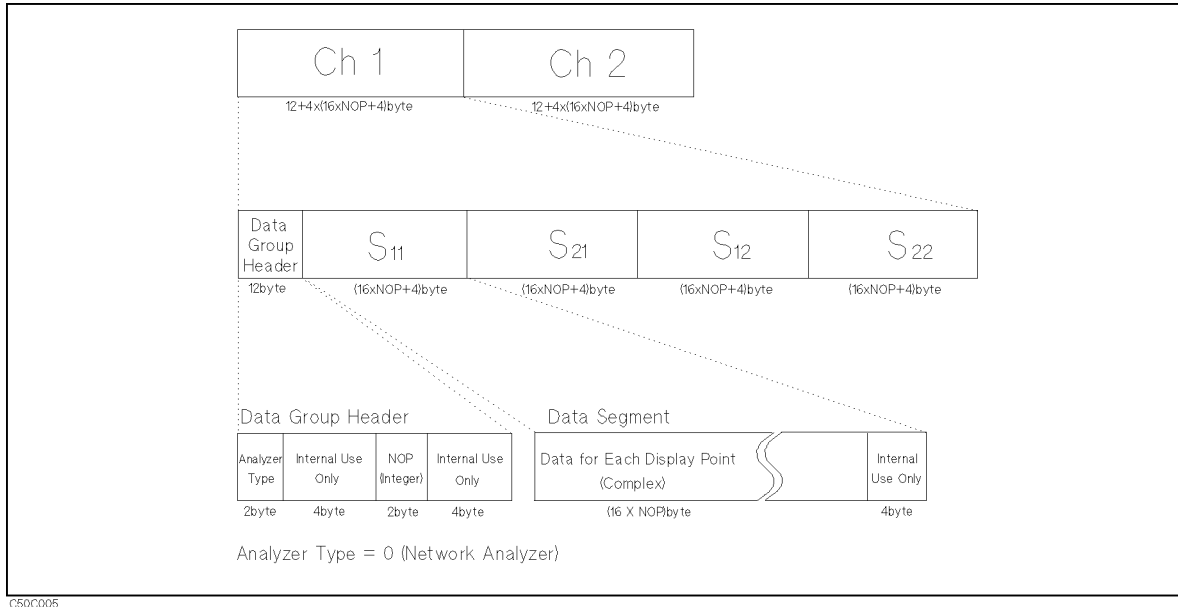 Ch 1 Ch 2
12+4x(16xNOP+4)byte 12+4x(16xNOP+4)byte
Data
Group
Header
S11 S21 S12 S22
12byte (16xNOP+4)byte (16xNOP+4)byte (16xNOP+4)byte (16xNOP+4)byte
Data Group Header
Analyzer
Type
Internal Use
Only
NOP
(Integer)
Internal Use
Only
2byte 4byte 2byte 4byte
Data Segment
Data for Each Display Point
(Complex)
Internal
Use Only
(16 X NOP)byte 4byte
Analyzer Type = 0 (Network Analyzer)
C50C005